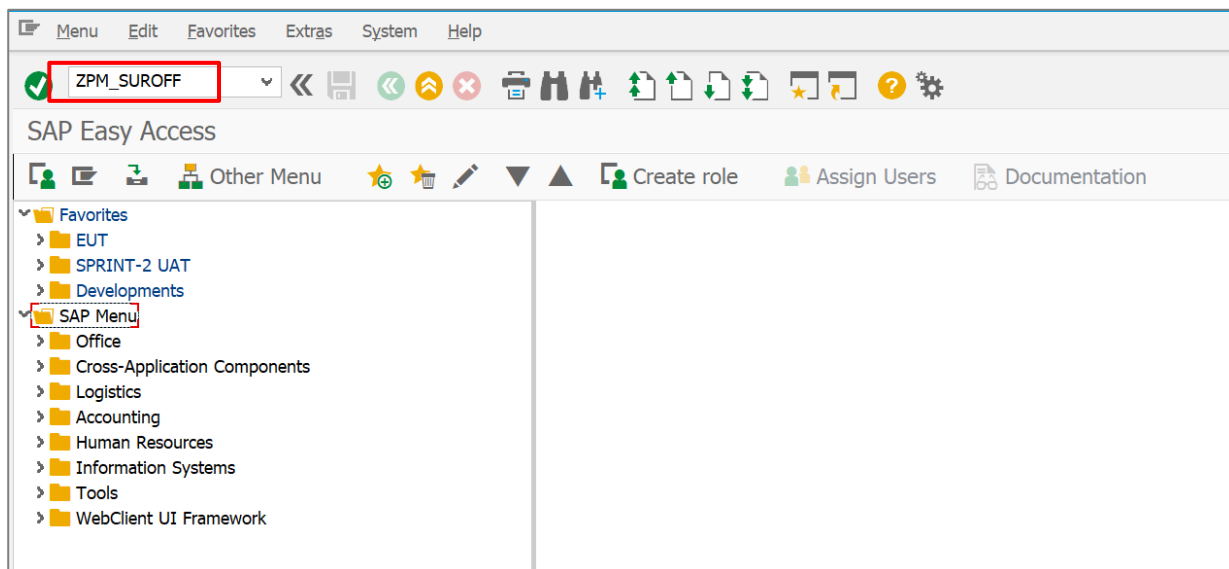 Menu Edit Favorites Extras System Help
ZPM_SUROFF
SAP Easy Access
Other Menu Create role Assign Users Documentation
Favorites
EUT
SPRINT-2 UAT
Developments
SAP Menu
Office
Cross-Application Components
Logistics
Accounting
Human Resources
Information Systems
Tools
WebClient UI Framework